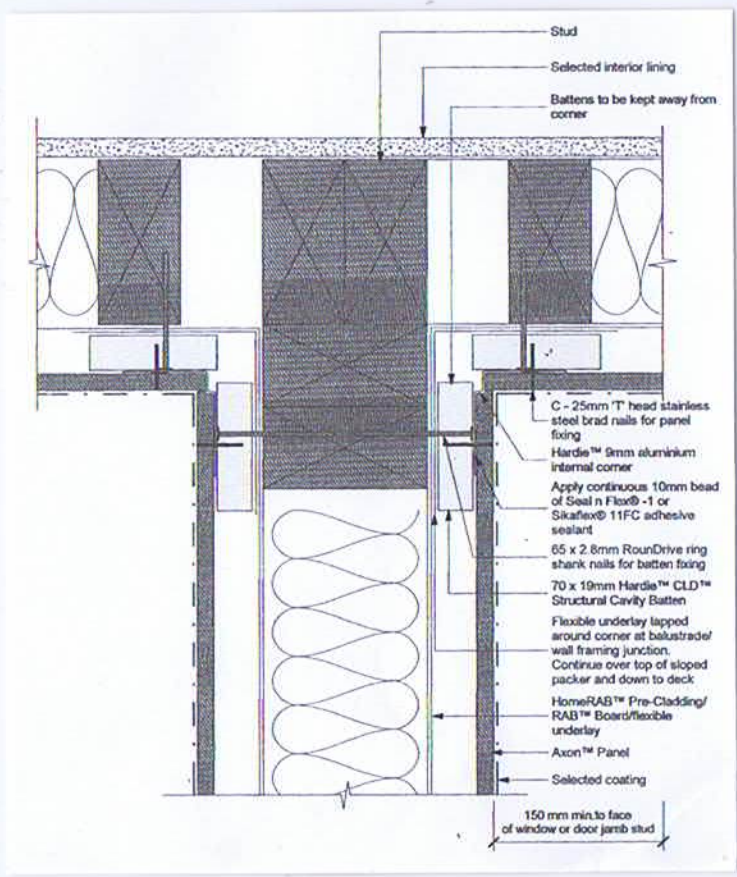 Stud
Selected interior lining
Battens to be kept away from
corner
C - 25mm 'T' head stainless
steel brad nails for panel
fixing
Hardie™ 9mm aluminium
internal corner
Apply continuous 10mm bead
of Seal n Flex® -1 or
Sikaflex® 11FC adhesive
sealant
65 x 2.8mm RounDrive ring
shank nails for batten fixing
70 x 19mm Hardie™ CLD™
Structural Cavity Batten
Flexible underlay lapped
around corner at balustrade/
wall framing junction.
Continue over top of sloped
packer and down to deck
HomeRAB™ Pre-Cladding/
RAB™ Board/flexible
underlay
Axon™ Panel
Selected coating
150 mm min.to face
of window or door jamb stud